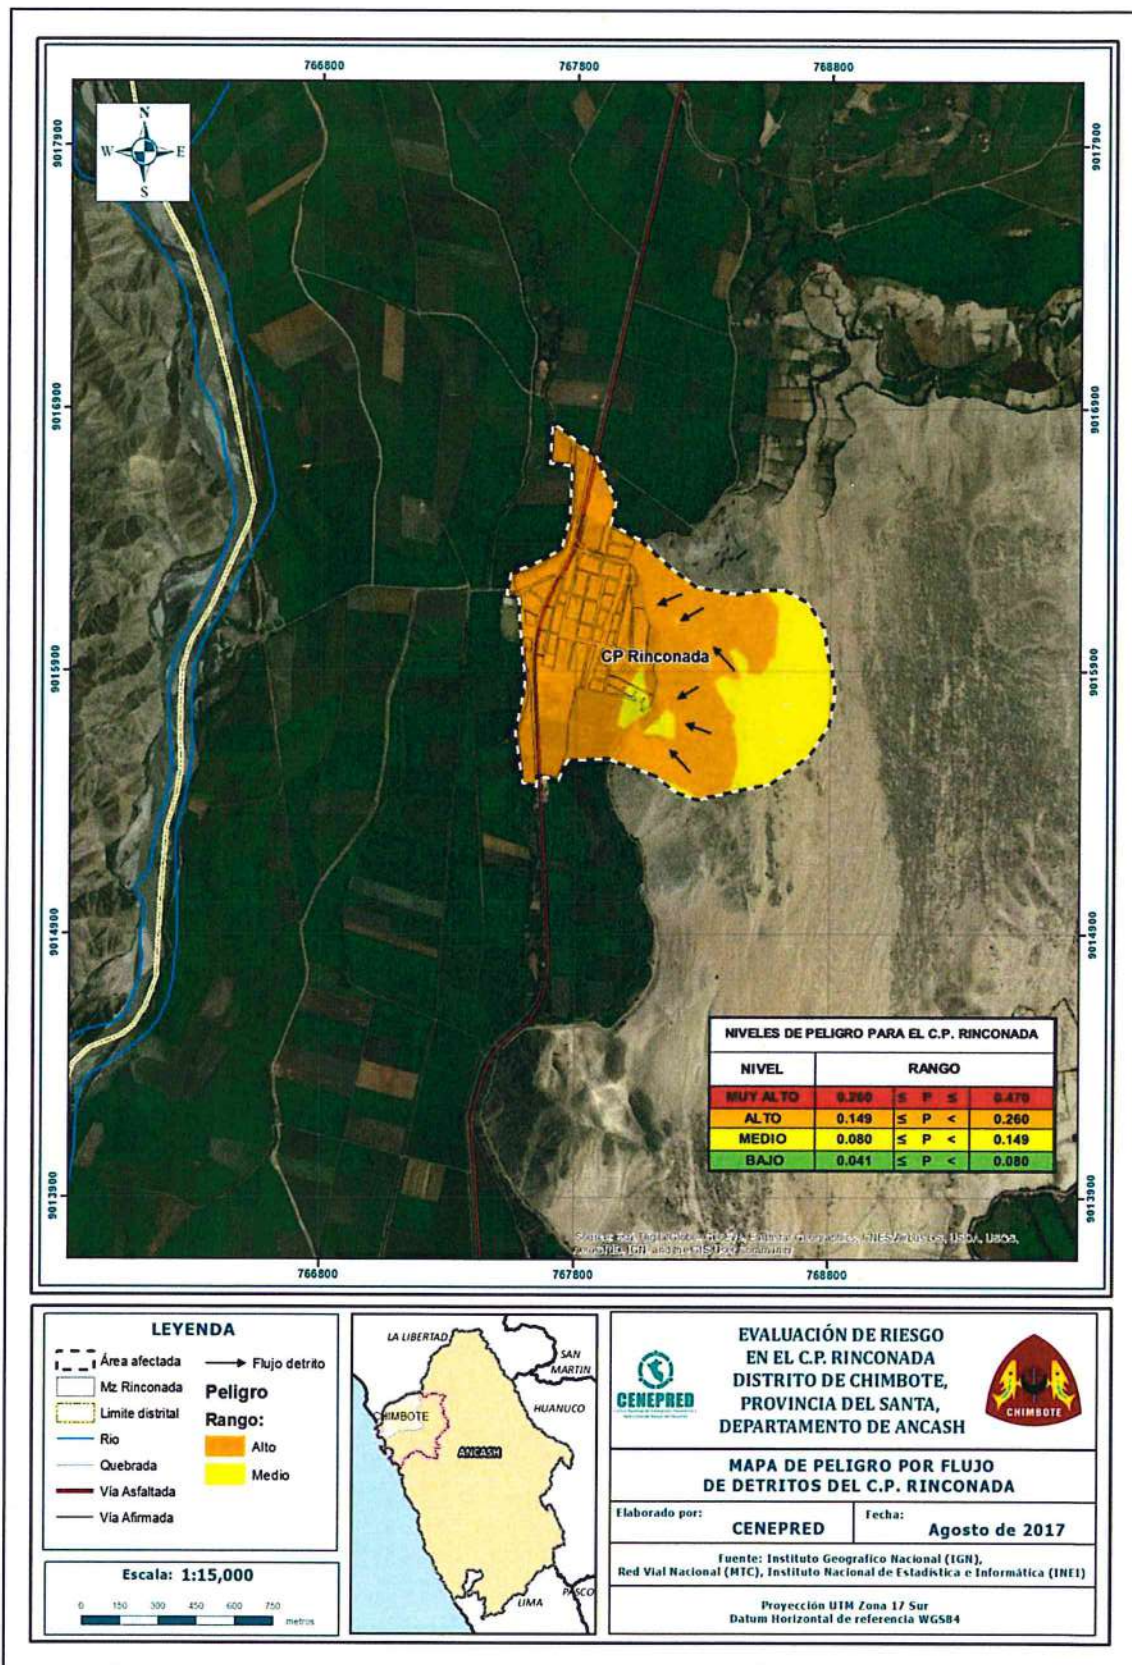 766800
767800
768800
9017900
9017900
N
W E
S
9016900
9016900
CP Rinconada
9015900
9015900
9014900
9014900
NIVELES DE PELIGRO PARA EL C.P. RINCONADA
NIVEL RANGO
MUY ALTO 0.260 ≤ P ≤ 0.470
ALTO 0.149 ≤ P < 0.260
MEDIO 0.080 ≤ P < 0.149
BAJO 0.041 ≤ P < 0.080
9013900
9013900
766800
767800
768800
LEYENDA
Área afectada
Flujo detrito
Mz Rinconada
Limite distrital
Rio
Quebrada
Vía Asfaltada
Vía Afirmada
Peligro
Rango:
Alto
Medio
Escala: 1:15,000
0 150 300 450 600 750
metros
LA LIBERTAD
SAN
MARTIN
HUANUCO
CHIMBOTE
ANCASH
PASCO
LIMA
CENEPRED
EVALUACIÓN DE RIESGO
EN EL C.P. RINCONADA
DISTRITO DE CHIMBOTE,
PROVINCIA DEL SANTA,
DEPARTAMENTO DE ANCASH
CHIMBOTE
MAPA DE PELIGRO POR FLUJO
DE DETRITOS DEL C.P. RINCONADA
Elaborado por:
CENEPRED
Fecha:
Agosto de 2017
Fuente: Instituto Geografico Nacional (IGN),
Red Vial Nacional (MTC), Instituto Nacional de Estadística e Informática (INEI)
Proyección UTM Zona 17 Sur
Datum Horizontal de referencia WGS84